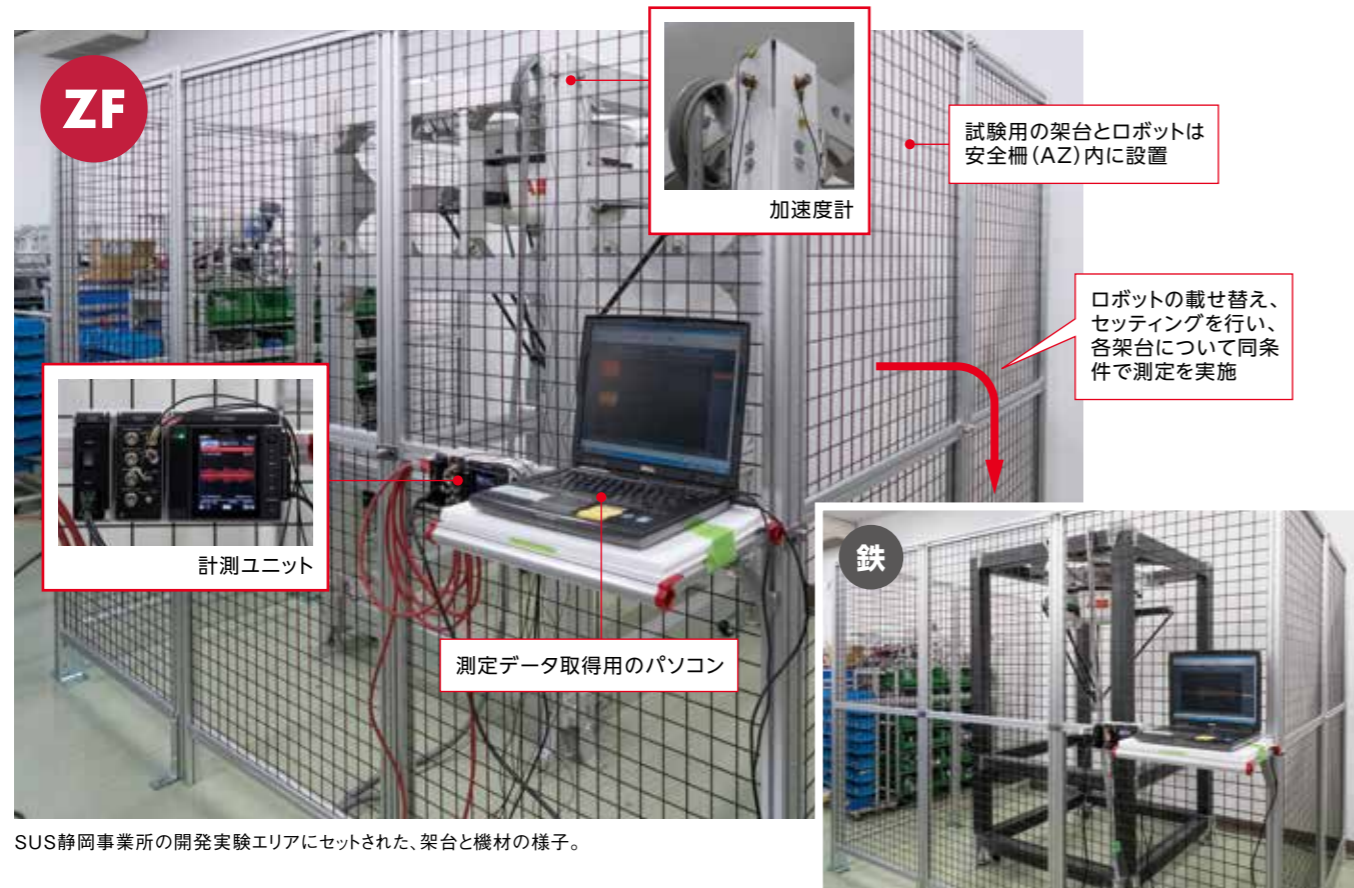 ZF
加速度計
試験用の架台とロボットは
安全柵（AZ）内に設置
ロボットの載せ替え、
セッティングを行い、
各架台について同条
件で測定を実施
計測ユニット
測定データ取得用のパソコン
鉄
SUS静岡事業所の開発実験エリアにセットされた、架台と機材の様子。